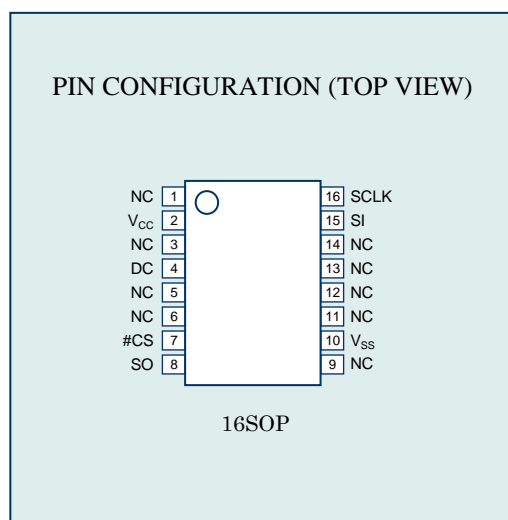 PIN CONFIGURATION (TOP VIEW)
NC 1 16 SCLK
VCC 2 15 SI
NC 3 14 NC
DC 4 13 NC
NC 5 12 NC
NC 6 11 NC
#CS 7 10 VSS
SO 8 9 NC
16SOP